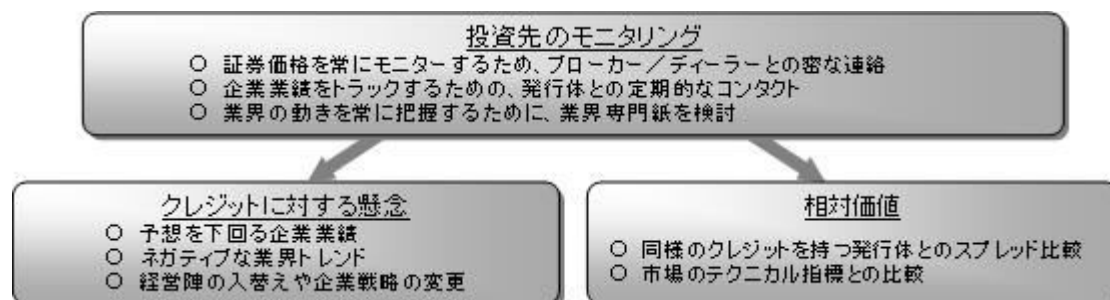 投資先のモニタリング
○ 証券価格を常にモニターするため、ブローカー／ディーラーとの密な連絡
○ 企業業績をトラックするための、発行体との定期的なコンタクト
○ 業界の動きを常に把握するために、業界専門紙を検討
クレジットに対する懸念
○ 予想を下回る企業業績
○ ネガティブな業界トレンド
○ 経営陣の入替えや企業戦略の変更
相対価値
○ 同様のクレジットを持つ発行体とのスプレッド比較
○ 市場のテクニカル指標との比較